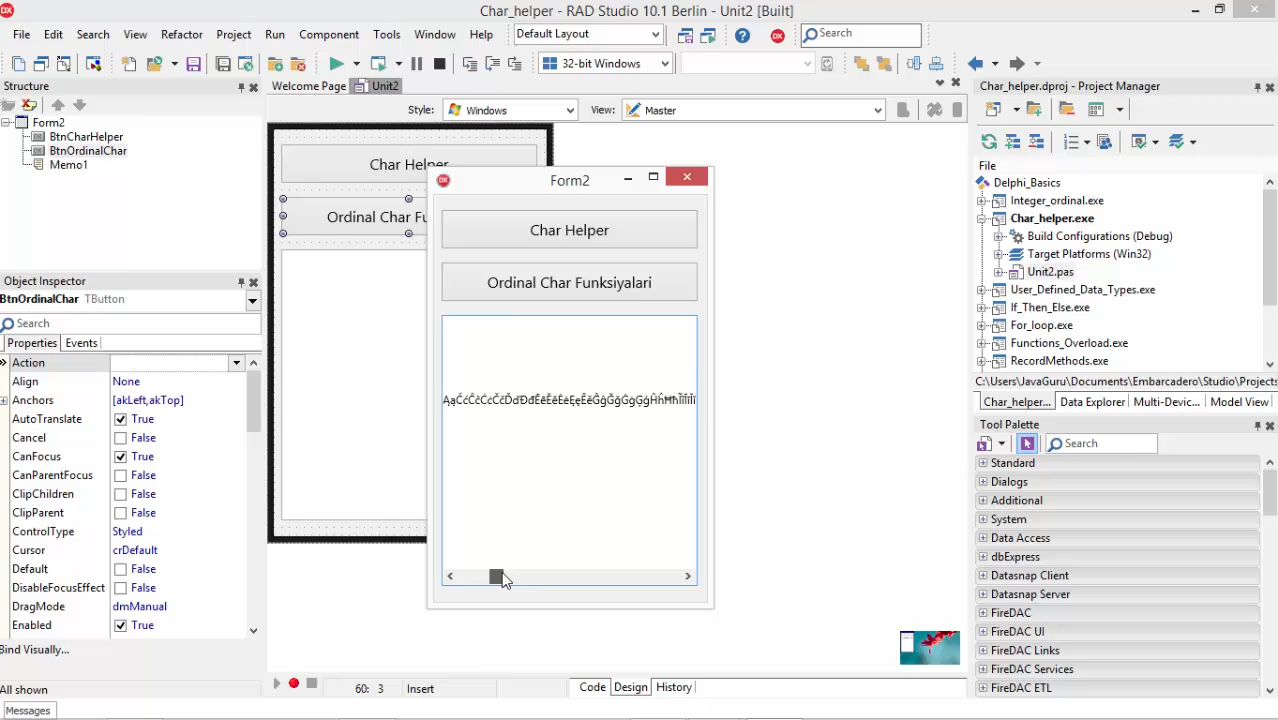 Char_helper - RAD Studio 10.1 Berlin - Unit2 [Built]
File Edit Search View Refactor Project Run Component Tools Window Help
Default Layout
Search
32-bit Windows
Structure
Form2
BtnCharHelper
BtnOrdinalChar
Memo1
Object Inspector
BtnOrdinalChar TButton
Search
Properties Events
Action
Align None
Anchors [akLeft,akTop]
AutoTranslate True
Cancel False
CanFocus True
CanParentFocus False
ClipChildren False
ClipParent False
ControlType Styled
Cursor crDefault
Default False
DisableFocusEffect False
DragMode dmManual
Enabled True
Bind Visually...
All shown
Messages
Welcome Page Unit2
Style: Windows View: Master
Char Helper
Ordinal Char Fu
Form2
Char Helper
Ordinal Char Funksiyalari
60: 3 Insert
Code Design History
Char_helper.dproj - Project Manager
File
Delphi_Basics
Integer_ordinal.exe
Char_helper.exe
Build Configurations (Debug)
Target Platforms (Win32)
Unit2.pas
User_Defined_Data_Types.exe
If_Then_Else.exe
For_loop.exe
Functions_Overload.exe
RecordMethods.exe
C:\Users\JavaGuru\Documents\Embarcadero\Studio\Projects
Char_helper... Data Explorer Multi-Devic... Model View
Tool Palette
Search
Standard
Dialogs
Additional
System
Data Access
dbExpress
Datasnap Client
Datasnap Server
FireDAC
FireDAC UI
FireDAC Links
FireDAC Services
FireDAC ETL